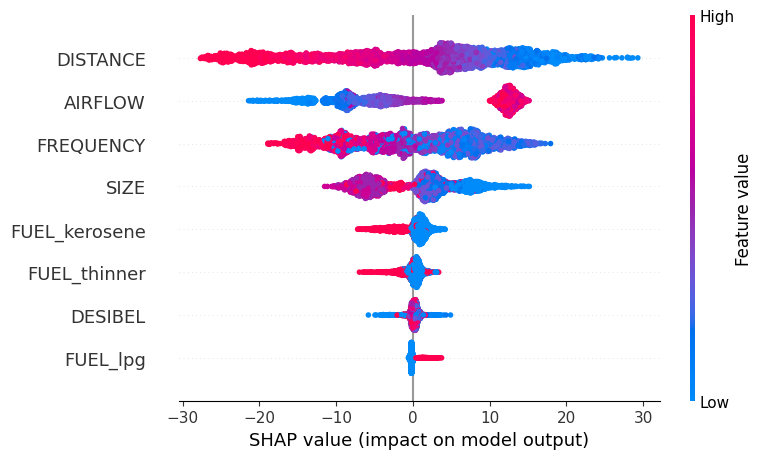 High
DISTANCE
AIRFLOW
FREQUENCY
SIZE
FUEL_kerosene
FUEL_thinner
DESIBEL
FUEL_lpg
Feature value
Low
−30 −20 −10 0 10 20 30
SHAP value (impact on model output)